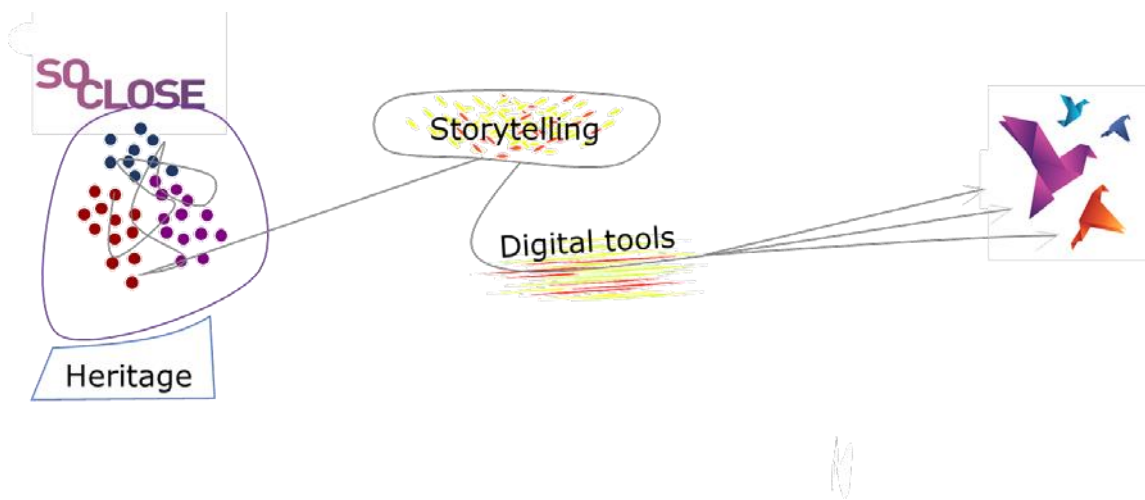 SO
CLOSE
Storytelling
Digital tools
Heritage